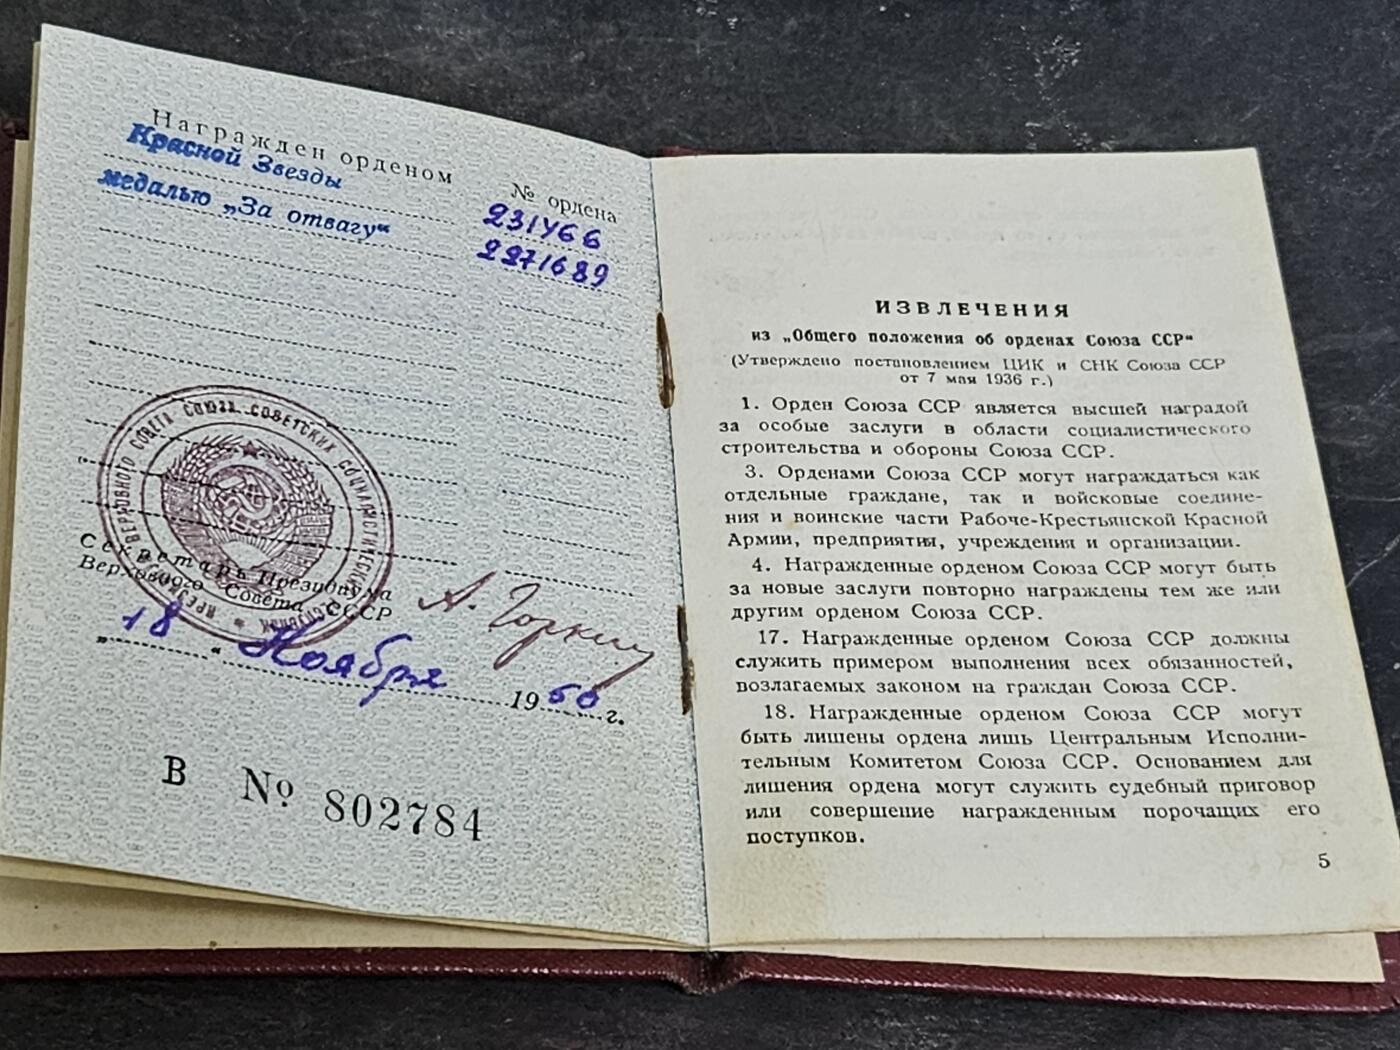 Награжден орденом № ордена
Красной Звезды 231466
медалью „За отвагу“ 2271689
ПРЕЗИДИУМ ВЕРХОВНОГО СОВЕТА СОЮЗА СОВЕТСКИХ СОЦИАЛИСТИЧЕСКИХ РЕСПУБЛИК
Секретарь Президиума
Верховного Совета СССР
А. Горкин
„18“ Ноября 1950 г.
В № 802784
ИЗВЛЕЧЕНИЯ
из „Общего положения об орденах Союза ССР“
(Утверждено постановлением ЦИК и СНК Союза ССР
от 7 мая 1936 г.)
1. Орден Союза ССР является высшей наградой
за особые заслуги в области социалистического
строительства и обороны Союза ССР.
3. Орденами Союза ССР могут награждаться как
отдельные граждане, так и войсковые соедине-
ния и воинские части Рабоче-Крестьянской Красной
Армии, предприятия, учреждения и организации.
4. Награжденные орденом Союза ССР могут быть
за новые заслуги повторно награждены тем же или
другим орденом Союза ССР.
17. Награжденные орденом Союза ССР должны
служить примером выполнения всех обязанностей,
возлагаемых законом на граждан Союза ССР.
18. Награжденные орденом Союза ССР могут
быть лишены ордена лишь Центральным Исполни-
тельным Комитетом Союза ССР. Основанием для
лишения ордена могут служить судебный приговор
или совершение награжденным порочащих его
поступков.
5